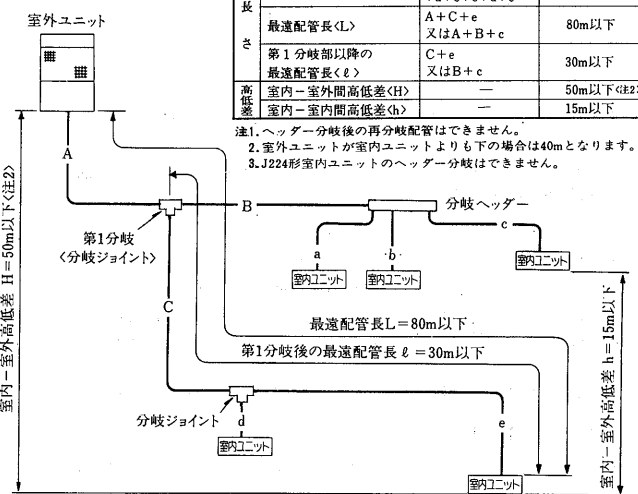 長
さ
最遠配管長<L>
A+C+e
又はA+B+c
80m以下
第1分岐部以降の
最遠配管長<ℓ>
C+e
又はB+c
30m以下
高低差
室内-室外間高低差<H>
—
50m以下<注2>
室内-室内間高低差<h>
—
15m以下
注1.ヘッダー分岐後の再分岐配管はできません。
2.室外ユニットが室内ユニットよりも下の場合は40mとなります。
3.J224形室内ユニットのヘッダー分岐はできません。
室外ユニット
A
B
分岐ヘッダー
第1分岐
<分岐ジョイント>
a
b
c
室内ユニット
室内ユニット
室内ユニット
C
最遠配管長L=80m以下
第1分岐後の最遠配管長ℓ=30m以下
分岐ジョイント
d
e
室内ユニット
室内ユニット
室内-室外高低差 H=50m以下<注2>
室内-室外高低差 h=15m以下